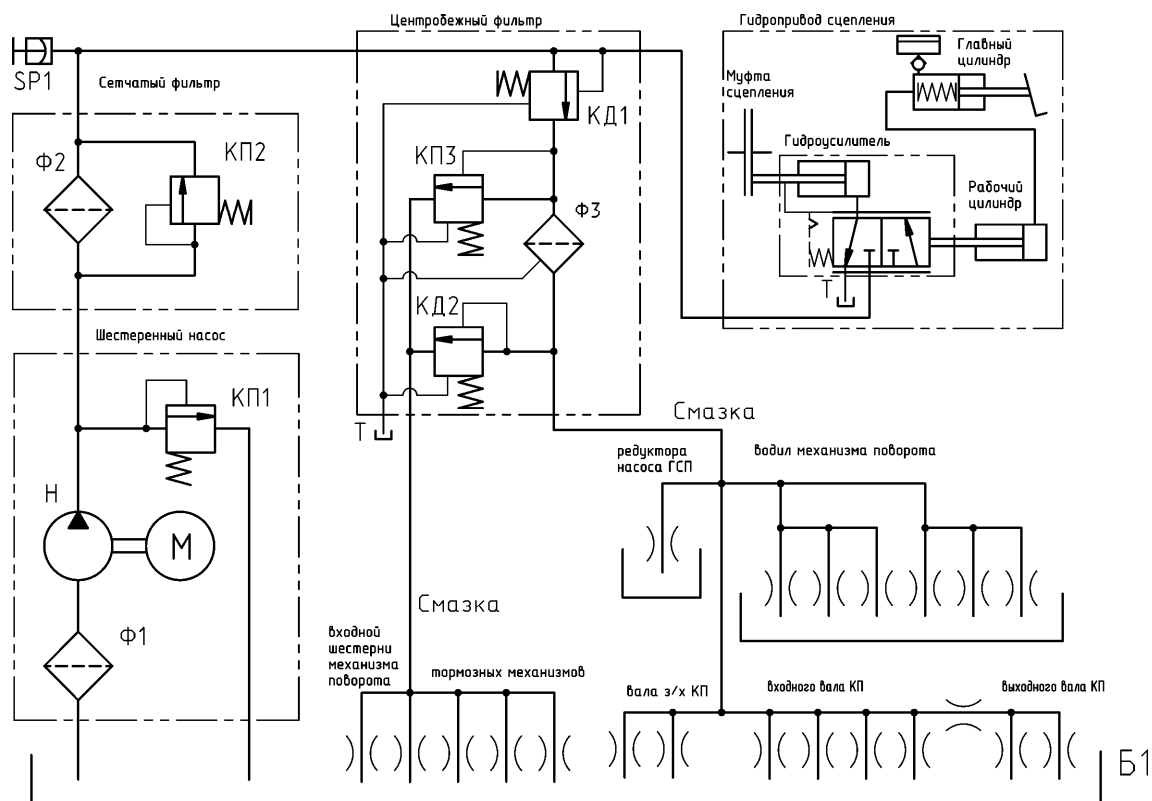 Центробежный фильтр
Гидропривод сцепления
Главный
цилиндр
SP1
Сетчатый фильтр
Муфта
сцепления
КД1
КП2
Ф2
КП3
Гидроусилитель
Рабочий
цилиндр
Ф3
Т
КД2
Шестеренный насос
КП1
Т
Смазка
редуктора
насоса ГСП
водил механизма поворота
Н
М
Смазка
Ф1
входной
шестерни
механизма
поворота
тормозных механизмов
вала з/х КП
входного вала КП
выходного вала КП
Б1